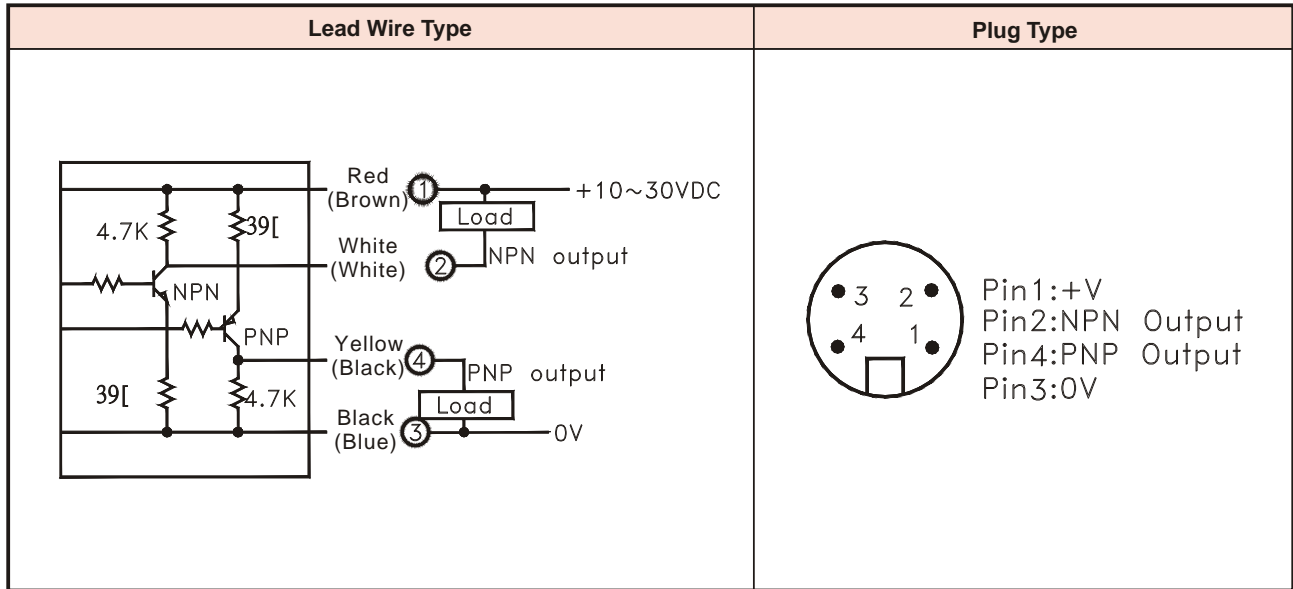 Lead Wire Type
Plug Type
Red
(Brown)
①
+10~30VDC
Load
4.7K
39[
White
(White)
②
NPN output
NPN
PNP
Yellow
(Black)
④
PNP output
39[
4.7K
Load
Black
(Blue)
③
0V
3
2
4
1
Pin1:+V
Pin2:NPN Output
Pin4:PNP Output
Pin3:0V